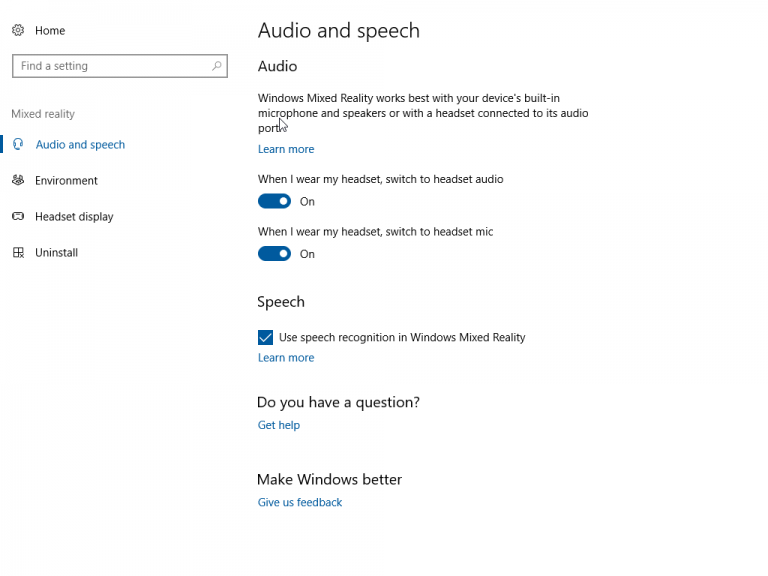 Home
Find a setting
Mixed reality
Audio and speech
Environment
Headset display
Uninstall
Audio and speech
Audio
Windows Mixed Reality works best with your device's built-in
microphone and speakers or with a headset connected to its audio
port.
Learn more
When I wear my headset, switch to headset audio
On
When I wear my headset, switch to headset mic
On
Speech
Use speech recognition in Windows Mixed Reality
Learn more
Do you have a question?
Get help
Make Windows better
Give us feedback